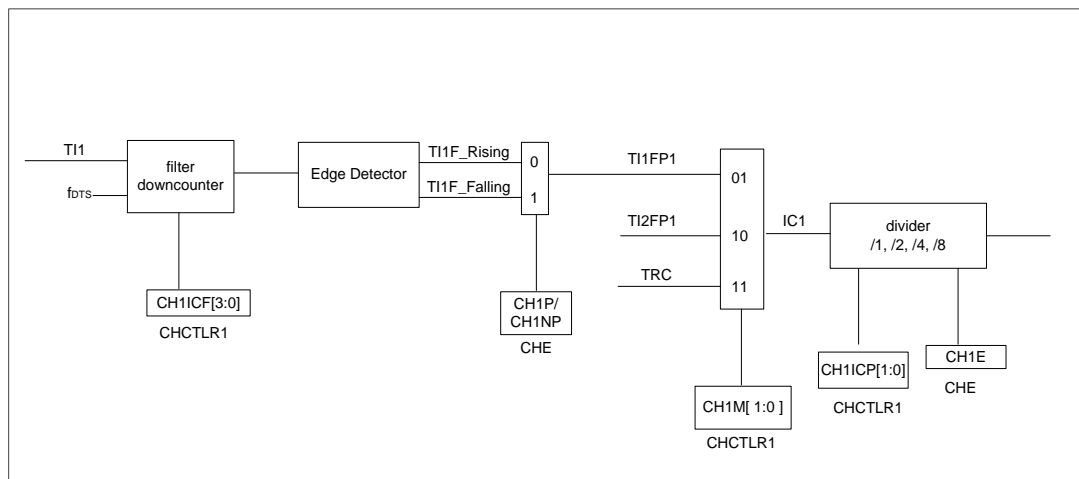 TI1
fDTS
filter
downcounter
CH1ICF[3:0]
CHCTLR1
Edge Detector
TI1F_Rising
TI1F_Falling
0
1
CH1P/
CH1NP
CHE
TI1FP1
TI2FP1
TRC
01
10
11
CH1M[ 1:0 ]
CHCTLR1
IC1
divider
/1, /2, /4, /8
CH1ICP[1:0]
CHCTLR1
CH1E
CHE